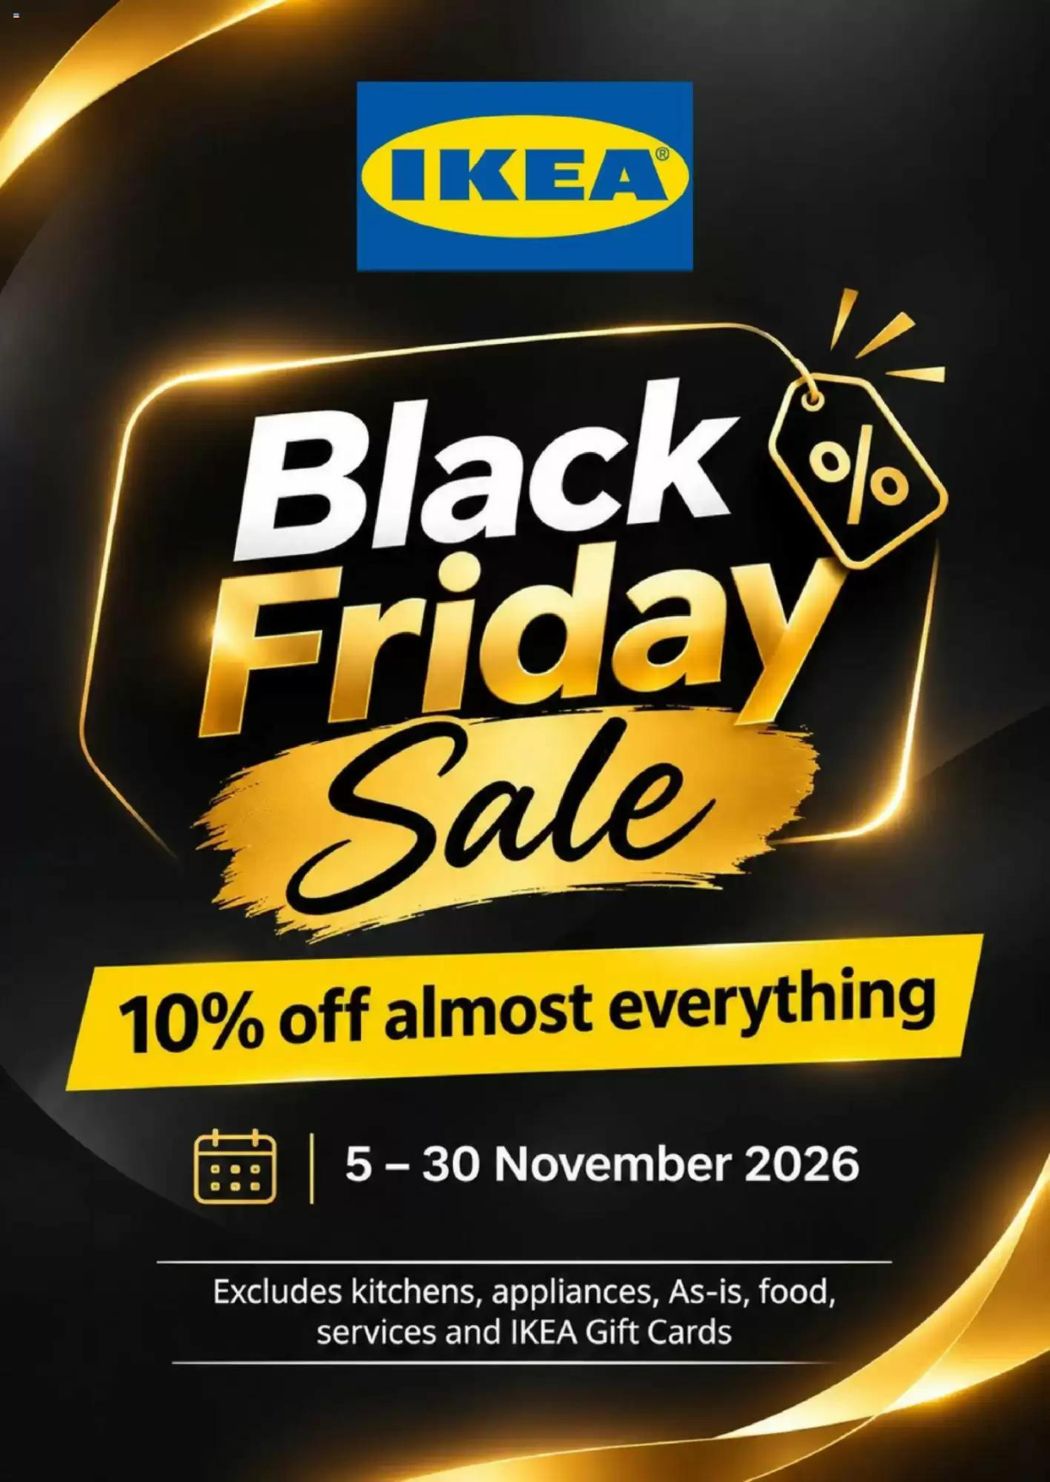 IKEA®
Black
Friday
Sale
%
10% off almost everything
5 – 30 November 2026
Excludes kitchens, appliances, As-is, food,
services and IKEA Gift Cards